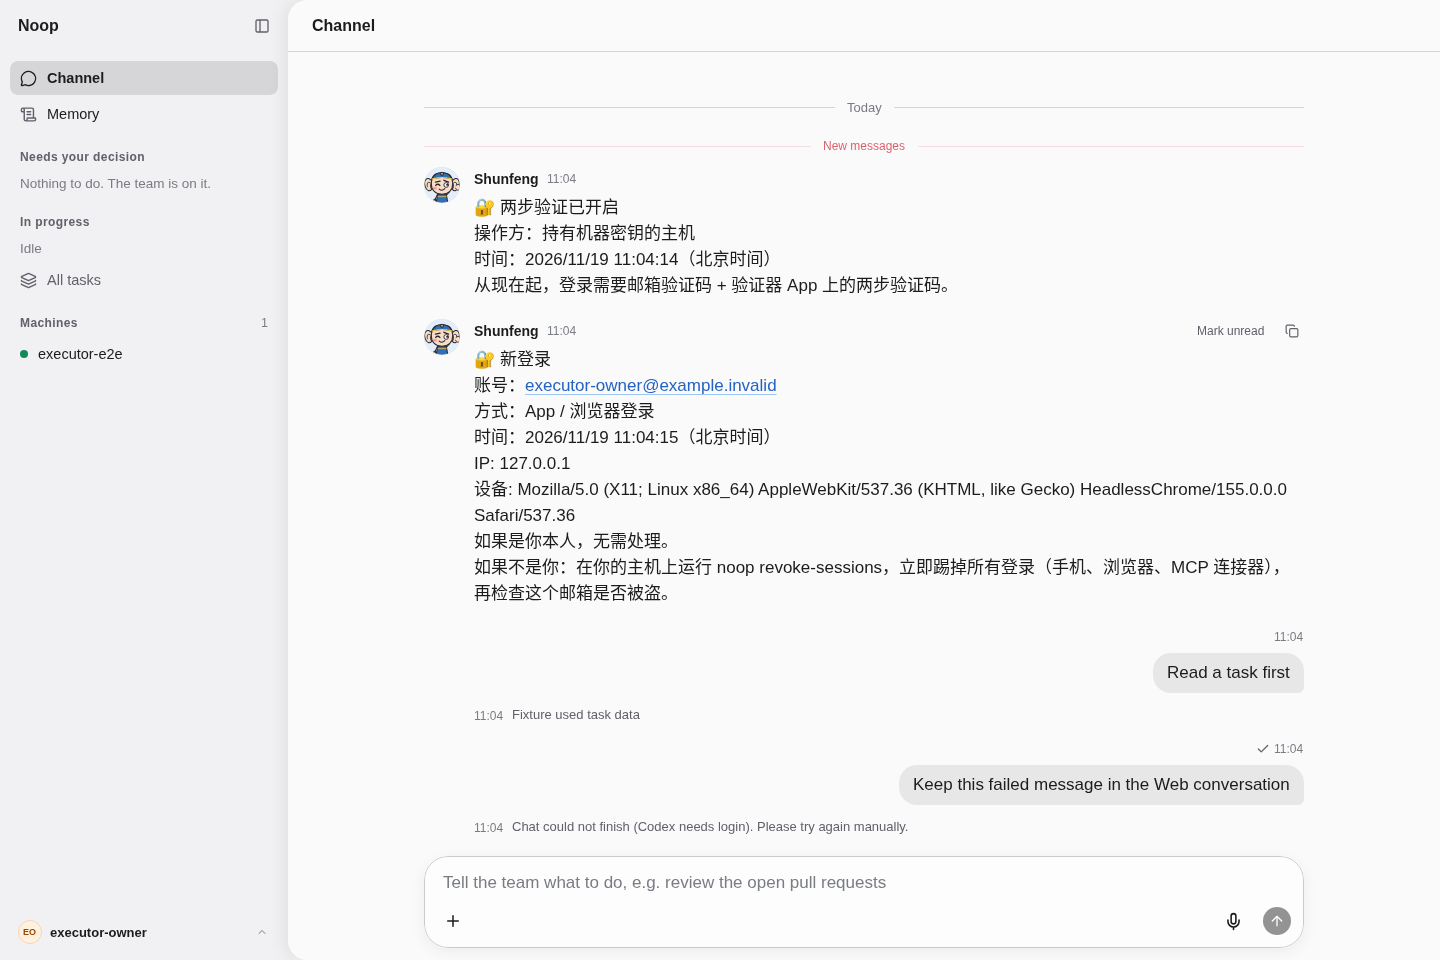 Noop
Channel
Memory
Needs your decision
Nothing to do. The team is on it.
In progress
Idle
All tasks
Machines 1
executor-e2e
EO executor-owner
Channel
Today
New messages
Shunfeng 11:04
🔐 两步验证已开启
操作方：持有机器密钥的主机
时间：2026/11/19 11:04:14（北京时间）
从现在起，登录需要邮箱验证码 + 验证器 App 上的两步验证码。
Shunfeng 11:04 Mark unread
🔐 新登录
账号：executor-owner@example.invalid
方式：App / 浏览器登录
时间：2026/11/19 11:04:15（北京时间）
IP: 127.0.0.1
设备: Mozilla/5.0 (X11; Linux x86_64) AppleWebKit/537.36 (KHTML, like Gecko) HeadlessChrome/155.0.0.0
Safari/537.36
如果是你本人，无需处理。
如果不是你：在你的主机上运行 noop revoke-sessions，立即踢掉所有登录（手机、浏览器、MCP 连接器），
再检查这个邮箱是否被盗。
11:04
Read a task first
11:04 Fixture used task data
11:04
Keep this failed message in the Web conversation
11:04 Chat could not finish (Codex needs login). Please try again manually.
Tell the team what to do, e.g. review the open pull requests